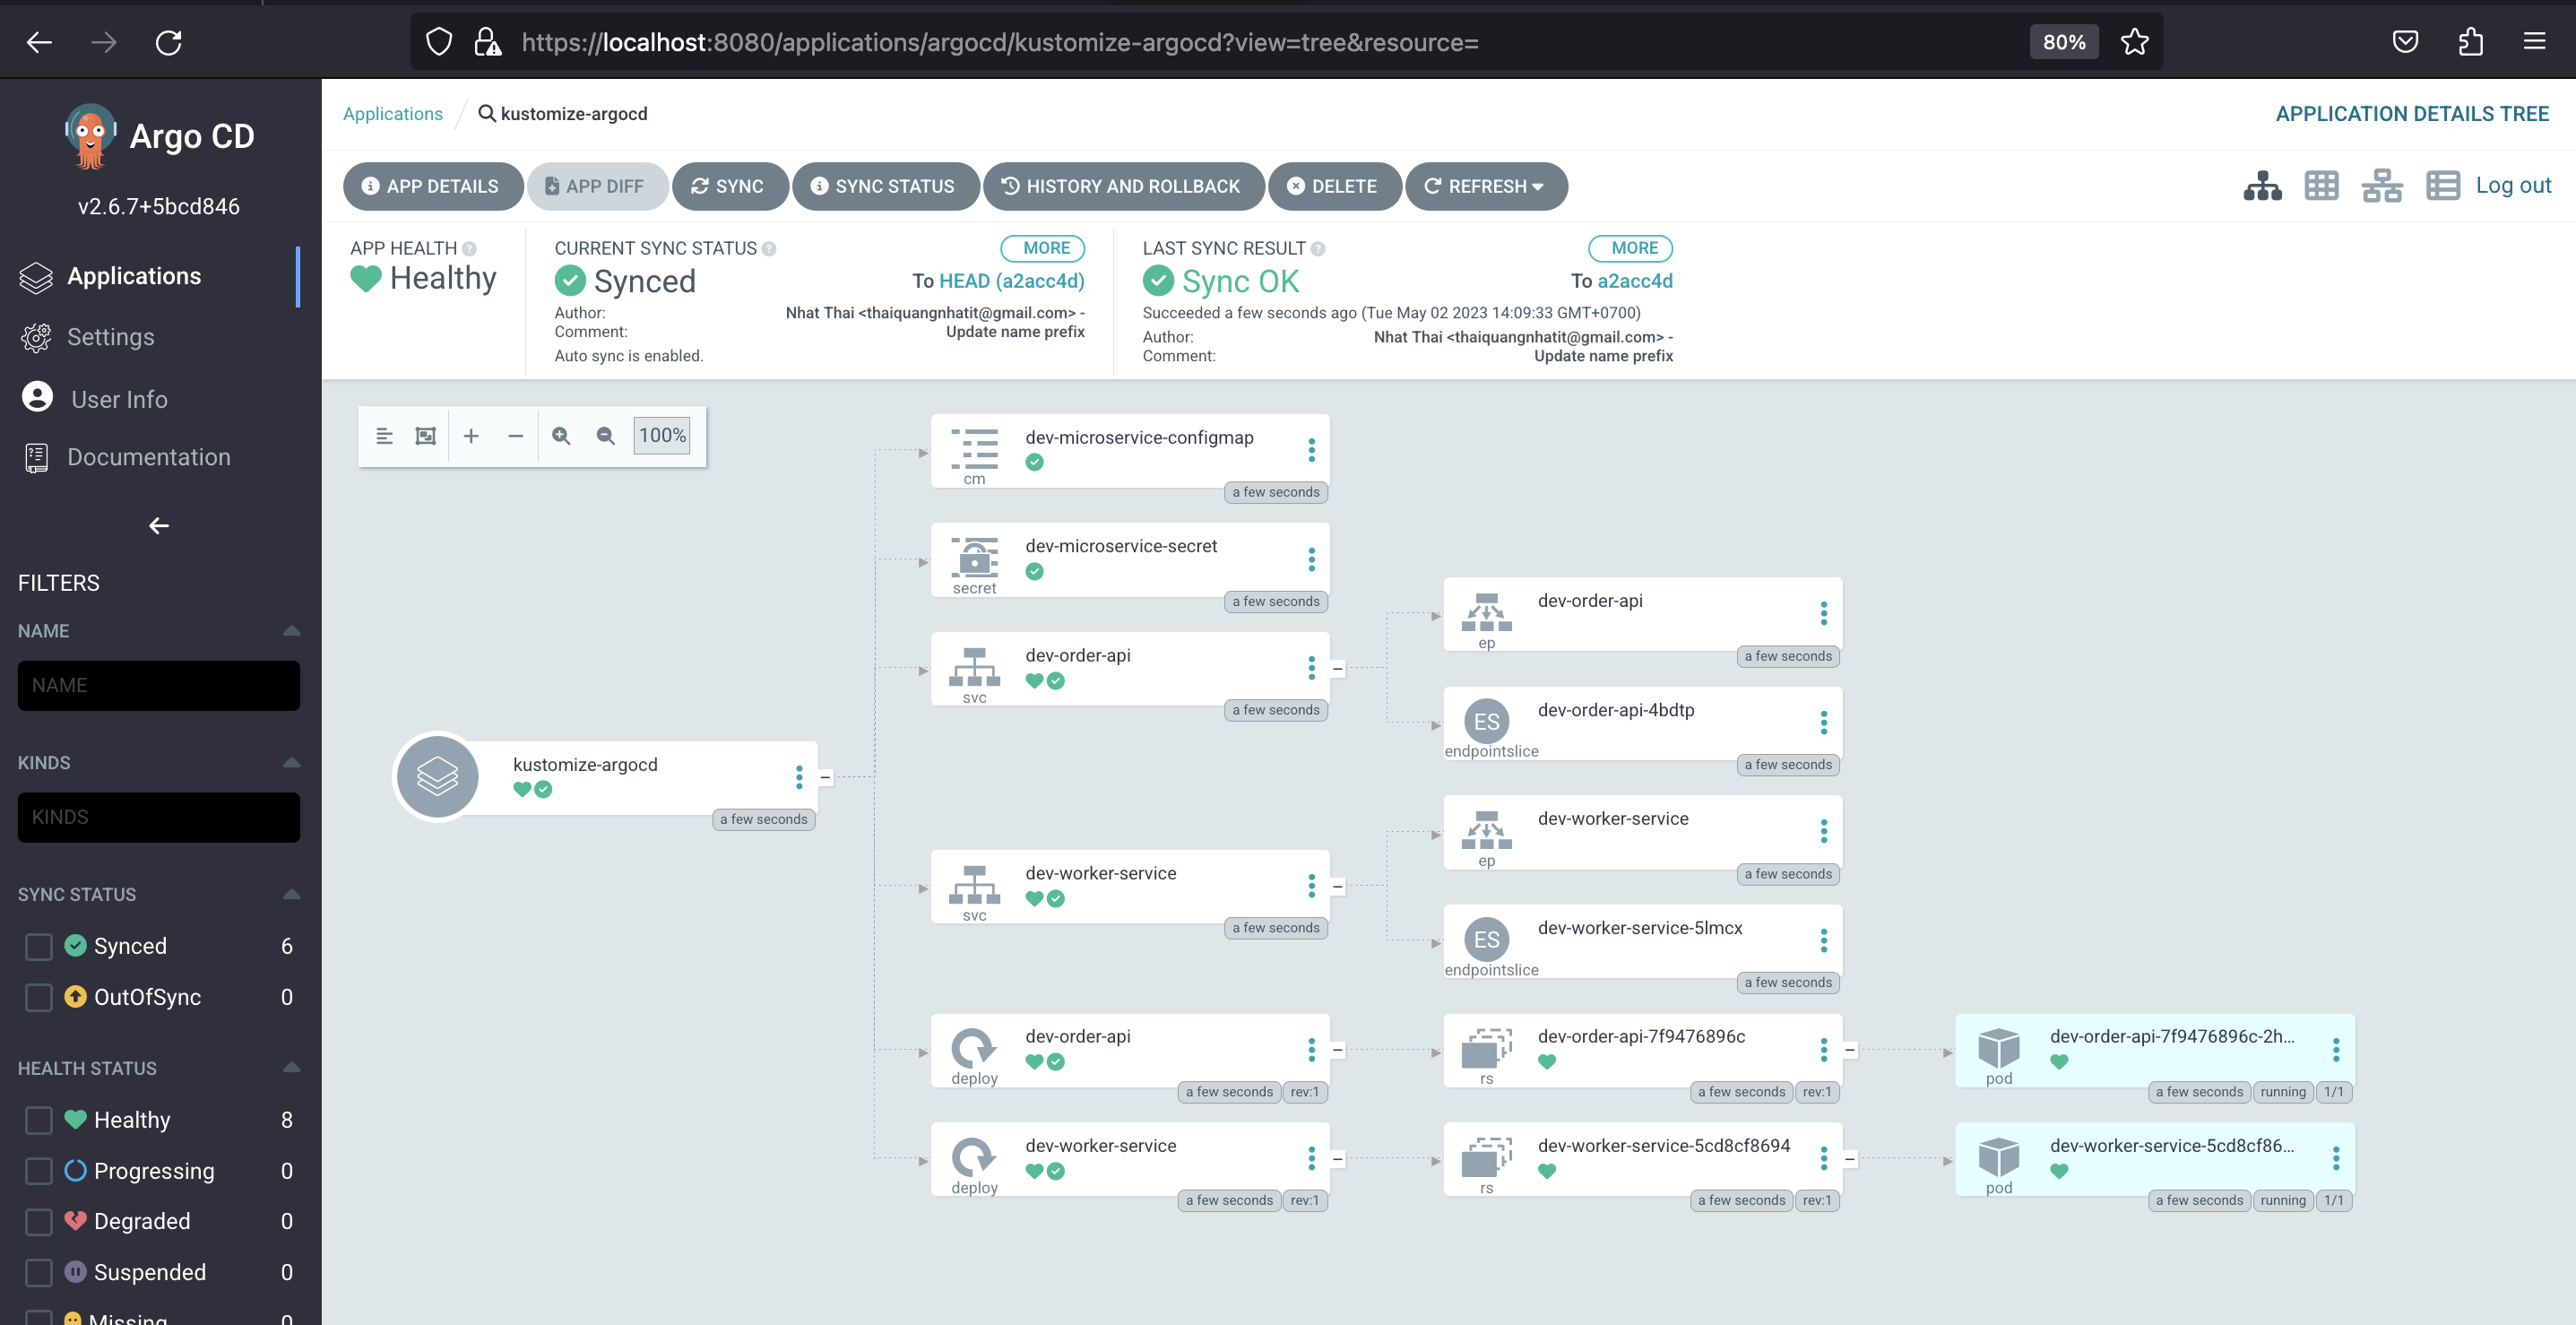 https://localhost:8080/applications/argocd/kustomize-argocd?view=tree&resource=
80%
Argo CD
v2.6.7+5bcd846
Applications
Settings
User Info
Documentation
FILTERS
NAME
NAME
KINDS
KINDS
SYNC STATUS
Synced 6
OutOfSync 0
HEALTH STATUS
Healthy 8
Progressing 0
Degraded 0
Suspended 0
Missing 0
Applications / kustomize-argocd
APPLICATION DETAILS TREE
APP DETAILS APP DIFF SYNC SYNC STATUS HISTORY AND ROLLBACK DELETE REFRESH
Log out
APP HEALTH ?
Healthy
CURRENT SYNC STATUS ? MORE
Synced To HEAD (a2acc4d)
Author: Nhat Thai <thaiquangnhatit@gmail.com> -
Comment: Update name prefix
Auto sync is enabled.
LAST SYNC RESULT ? MORE
Sync OK To a2acc4d
Succeeded a few seconds ago (Tue May 02 2023 14:09:33 GMT+0700)
Author: Nhat Thai <thaiquangnhatit@gmail.com> -
Comment: Update name prefix
100%
kustomize-argocd
a few seconds
dev-microservice-configmap
cm
a few seconds
dev-microservice-secret
secret
a few seconds
dev-order-api
svc
a few seconds
dev-order-api
ep
a few seconds
dev-order-api-4bdtp
ES
endpointslice
a few seconds
dev-worker-service
svc
a few seconds
dev-worker-service
ep
a few seconds
dev-worker-service-5lmcx
ES
endpointslice
a few seconds
dev-order-api
deploy
a few seconds rev:1
dev-order-api-7f9476896c
rs
a few seconds rev:1
dev-order-api-7f9476896c-2h...
pod
a few seconds running 1/1
dev-worker-service
deploy
a few seconds rev:1
dev-worker-service-5cd8cf8694
rs
a few seconds rev:1
dev-worker-service-5cd8cf86...
pod
a few seconds running 1/1